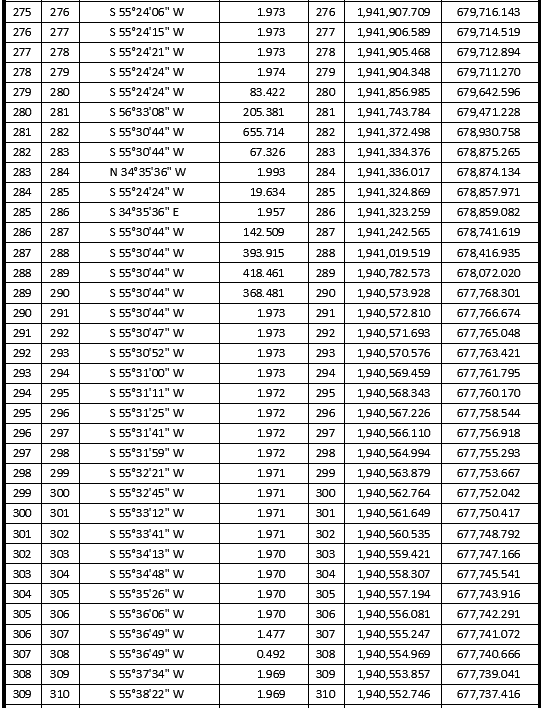 275 276 S 55°24'06" W 1.973 276 1,941,907.709 679,716.143
276 277 S 55°24'15" W 1.973 277 1,941,906.589 679,714.519
277 278 S 55°24'21" W 1.973 278 1,941,905.468 679,712.894
278 279 S 55°24'24" W 1.974 279 1,941,904.348 679,711.270
279 280 S 55°24'24" W 83.422 280 1,941,856.985 679,642.596
280 281 S 56°33'08" W 205.381 281 1,941,743.784 679,471.228
281 282 S 55°30'44" W 655.714 282 1,941,372.498 678,930.758
282 283 S 55°30'44" W 67.326 283 1,941,334.376 678,875.265
283 284 N 34°35'36" W 1.993 284 1,941,336.017 678,874.134
284 285 S 55°24'24" W 19.634 285 1,941,324.869 678,857.971
285 286 S 34°35'36" E 1.957 286 1,941,323.259 678,859.082
286 287 S 55°30'44" W 142.509 287 1,941,242.565 678,741.619
287 288 S 55°30'44" W 393.915 288 1,941,019.519 678,416.935
288 289 S 55°30'44" W 418.461 289 1,940,782.573 678,072.020
289 290 S 55°30'44" W 368.481 290 1,940,573.928 677,768.301
290 291 S 55°30'44" W 1.973 291 1,940,572.810 677,766.674
291 292 S 55°30'47" W 1.973 292 1,940,571.693 677,765.048
292 293 S 55°30'52" W 1.973 293 1,940,570.576 677,763.421
293 294 S 55°31'00" W 1.973 294 1,940,569.459 677,761.795
294 295 S 55°31'11" W 1.972 295 1,940,568.343 677,760.170
295 296 S 55°31'25" W 1.972 296 1,940,567.226 677,758.544
296 297 S 55°31'41" W 1.972 297 1,940,566.110 677,756.918
297 298 S 55°31'59" W 1.972 298 1,940,564.994 677,755.293
298 299 S 55°32'21" W 1.971 299 1,940,563.879 677,753.667
299 300 S 55°32'45" W 1.971 300 1,940,562.764 677,752.042
300 301 S 55°33'12" W 1.971 301 1,940,561.649 677,750.417
301 302 S 55°33'41" W 1.971 302 1,940,560.535 677,748.792
302 303 S 55°34'13" W 1.970 303 1,940,559.421 677,747.166
303 304 S 55°34'48" W 1.970 304 1,940,558.307 677,745.541
304 305 S 55°35'26" W 1.970 305 1,940,557.194 677,743.916
305 306 S 55°36'06" W 1.970 306 1,940,556.081 677,742.291
306 307 S 55°36'49" W 1.477 307 1,940,555.247 677,741.072
307 308 S 55°36'49" W 0.492 308 1,940,554.969 677,740.666
308 309 S 55°37'34" W 1.969 309 1,940,553.857 677,739.041
309 310 S 55°38'22" W 1.969 310 1,940,552.746 677,737.416